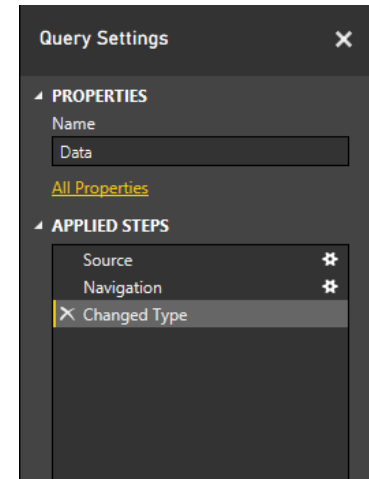 Query Settings
PROPERTIES
Name
Data
All Properties
APPLIED STEPS
Source
Navigation
Changed Type